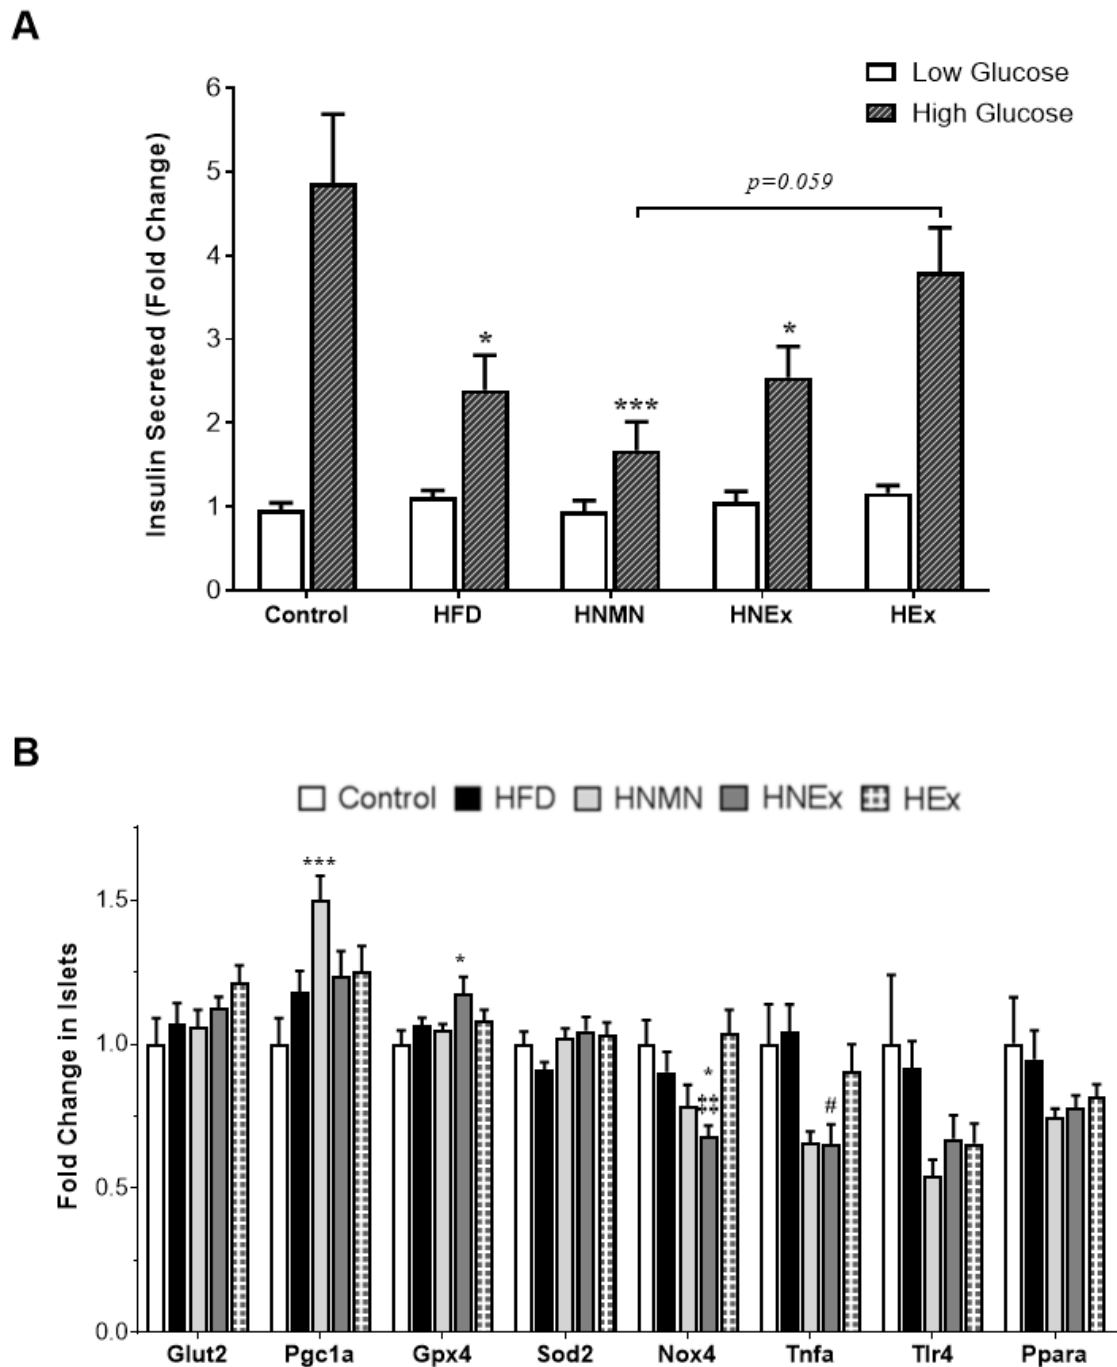 A
Low Glucose
High Glucose
Insulin Secreted (Fold Change)
6
5
4
3
2
1
0
p=0.059
*
***
*
Control HFD HNMN HNEx HEx
B
Control HFD HNMN HNEx HEx
Fold Change in Islets
1.5
1.0
0.5
0.0
***
*
*
‡‡
#
Glut2 Pgc1a Gpx4 Sod2 Nox4 Tnfa Tlr4 Ppara